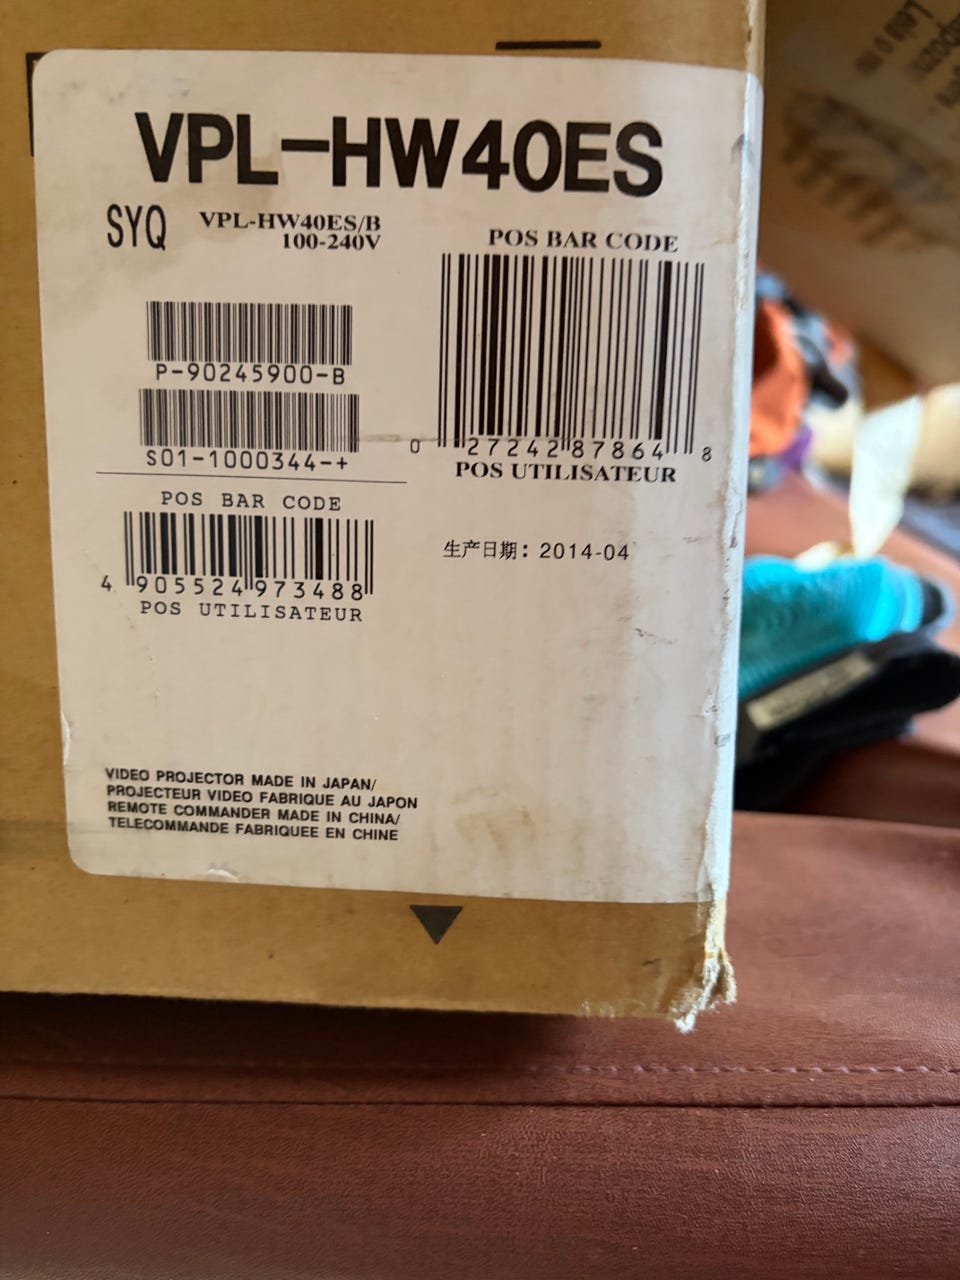 VPL-HW40ES
SYQ
VPL-HW40ES/B
100-240V
P-90245900-B
S01-1000344-+
POS BAR CODE
4 905524 973488
POS UTILISATEUR
POS BAR CODE
0 27242 87864 8
POS UTILISATEUR
生产日期: 2014-04
VIDEO PROJECTOR MADE IN JAPAN/
PROJECTEUR VIDEO FABRIQUE AU JAPON
REMOTE COMMANDER MADE IN CHINA/
TELECOMMANDE FABRIQUEE EN CHINE